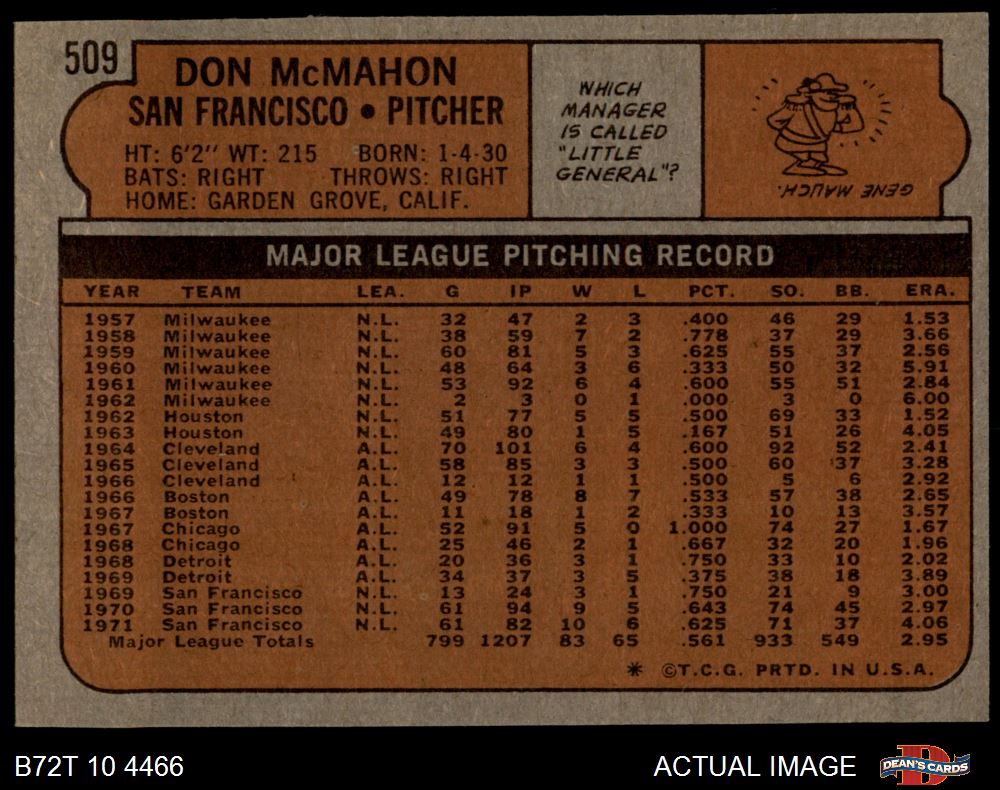 509
DON McMAHON
SAN FRANCISCO • PITCHER
HT: 6'2" WT: 215 BORN: 1-4-30
BATS: RIGHT THROWS: RIGHT
HOME: GARDEN GROVE, CALIF.
WHICH
MANAGER
IS CALLED
"LITTLE
GENERAL"?
GENE MAUCH.
MAJOR LEAGUE PITCHING RECORD
YEAR TEAM LEA. G IP W L PCT. SO. BB. ERA.
1957 Milwaukee N.L. 32 47 2 3 .400 46 29 1.53
1958 Milwaukee N.L. 38 59 7 2 .778 37 29 3.66
1959 Milwaukee N.L. 60 81 5 3 .625 55 37 2.56
1960 Milwaukee N.L. 48 64 3 6 .333 50 32 5.91
1961 Milwaukee N.L. 53 92 6 4 .600 55 51 2.84
1962 Milwaukee N.L. 2 3 0 1 .000 3 0 6.00
1962 Houston N.L. 51 77 5 5 .500 69 33 1.52
1963 Houston N.L. 49 80 1 5 .167 51 26 4.05
1964 Cleveland A.L. 70 101 6 4 .600 92 52 2.41
1965 Cleveland A.L. 58 85 3 3 .500 60 37 3.28
1966 Cleveland A.L. 12 12 1 1 .500 5 6 2.92
1966 Boston A.L. 49 78 8 7 .533 57 38 2.65
1967 Boston A.L. 11 18 1 2 .333 10 13 3.57
1967 Chicago A.L. 52 91 5 0 1.000 74 27 1.67
1968 Chicago A.L. 25 46 2 1 .667 32 20 1.96
1968 Detroit A.L. 20 36 3 1 .750 33 10 2.02
1969 Detroit A.L. 34 37 3 5 .375 38 18 3.89
1969 San Francisco N.L. 13 24 3 1 .750 21 9 3.00
1970 San Francisco N.L. 61 94 9 5 .643 74 45 2.97
1971 San Francisco N.L. 61 82 10 6 .625 71 37 4.06
Major League Totals 799 1207 83 65 .561 933 549 2.95
* ©T.C.G. PRTD. IN U.S.A.
B72T 10 4466
ACTUAL IMAGE
DEAN'S CARDS